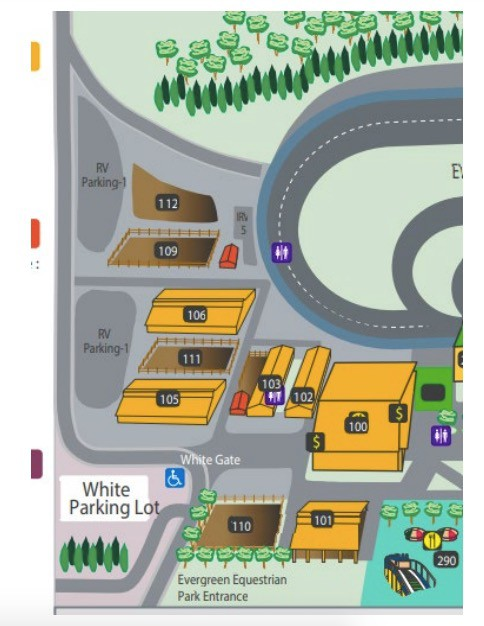 EV
RV
Parking-1
112
RV
5
109
106
RV
Parking-1
111
103
102
105
$
100
$
White Gate
White
Parking Lot
110
101
290
Evergreen Equestrian
Park Entrance